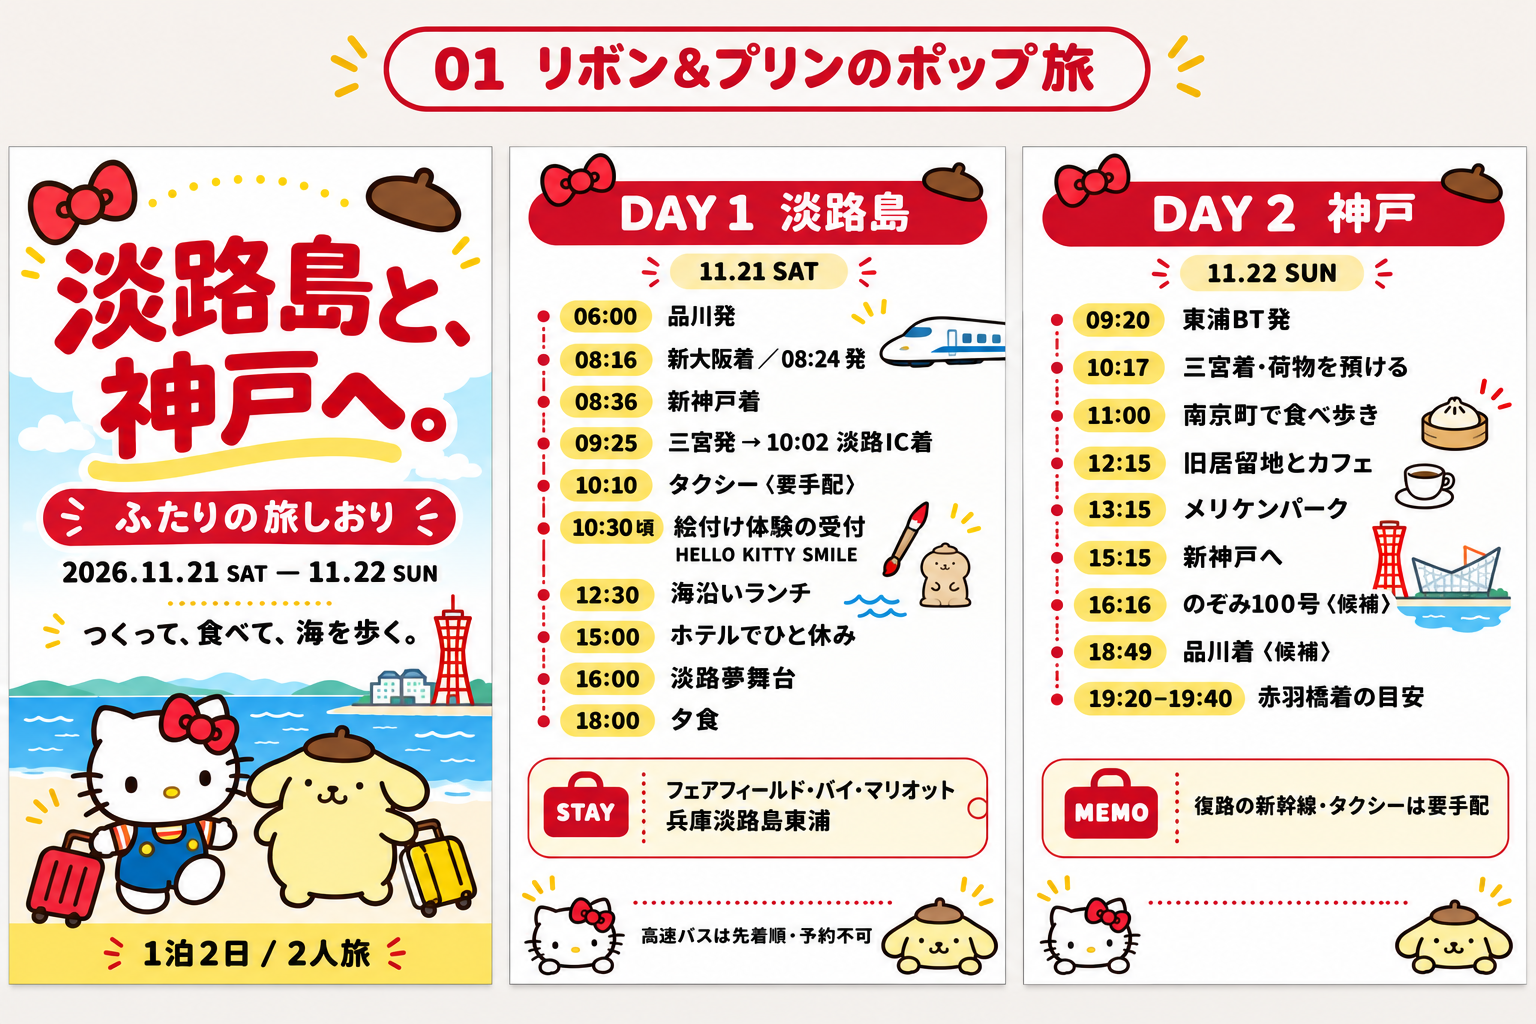 01 リボン&プリンのポップ旅
淡路島と、
神戸へ。
ふたりの旅しおり
2026.11.21 SAT — 11.22 SUN
つくって、食べて、海を歩く。
1泊2日 / 2人旅
DAY 1 淡路島
11.21 SAT
06:00 品川発
08:16 新大阪着／08:24 発
08:36 新神戸着
09:25 三宮発 → 10:02 淡路IC着
10:10 タクシー〈要手配〉
10:30頃 絵付け体験の受付
HELLO KITTY SMILE
12:30 海沿いランチ
15:00 ホテルでひと休み
16:00 淡路夢舞台
18:00 夕食
STAY
フェアフィールド・バイ・マリオット
兵庫淡路島東浦
高速バスは先着順・予約不可
DAY 2 神戸
11.22 SUN
09:20 東浦BT発
10:17 三宮着・荷物を預ける
11:00 南京町で食べ歩き
12:15 旧居留地とカフェ
13:15 メリケンパーク
15:15 新神戸へ
16:16 のぞみ100号〈候補〉
18:49 品川着〈候補〉
19:20–19:40 赤羽橋着の目安
MEMO
復路の新幹線・タクシーは要手配